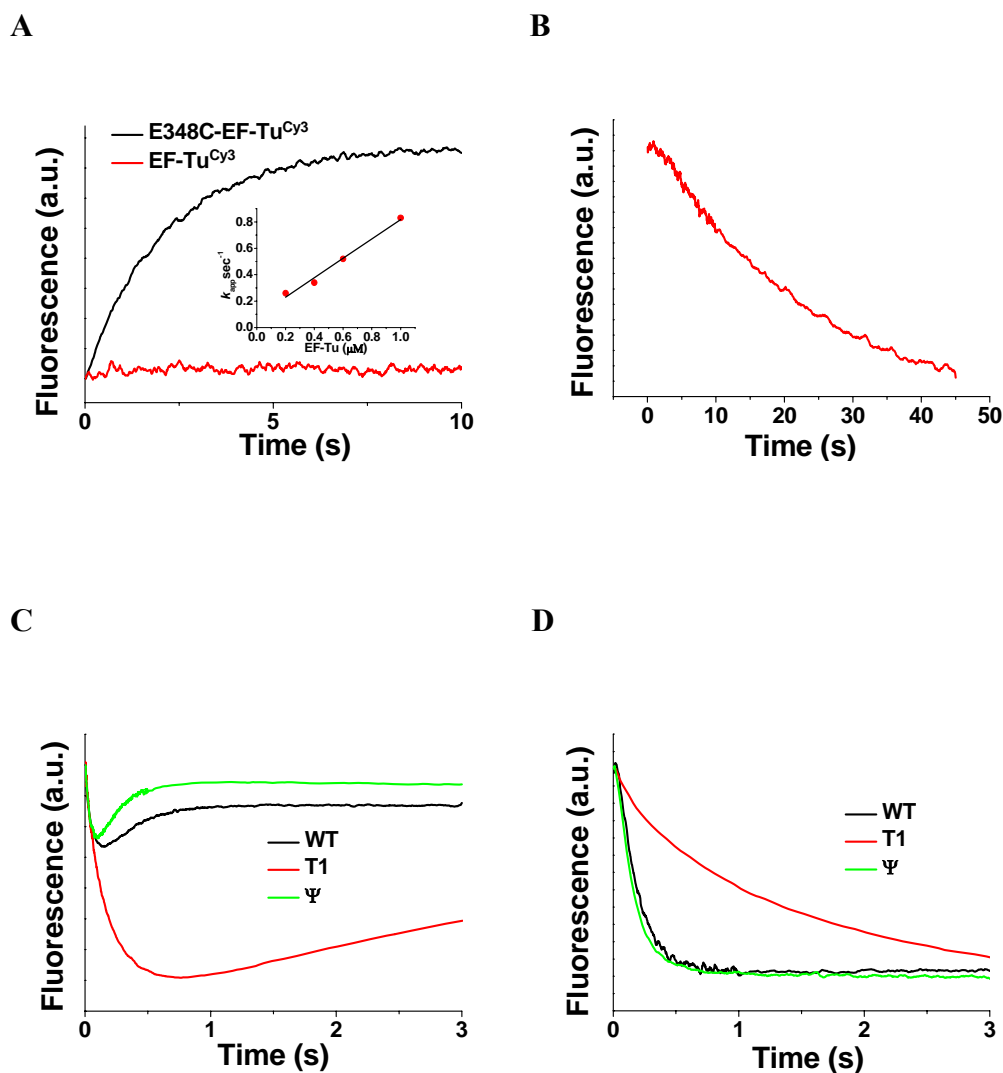 A
E348C-EF-Tu^Cy3
EF-Tu^Cy3
Fluorescence (a.u.)
0
5
10
Time (s)
k_app sec^-1
0.8
0.6
0.4
0.2
0.0
0.0 0.2 0.4 0.6 0.8 1.0
EF-Tu (μM)
B
Fluorescence (a.u.)
0 10 20 30 40 50
Time (s)
C
Fluorescence (a.u.)
WT
T1
Ψ
0 1 2 3
Time (s)
D
Fluorescence (a.u.)
WT
T1
Ψ
0 1 2 3
Time (s)